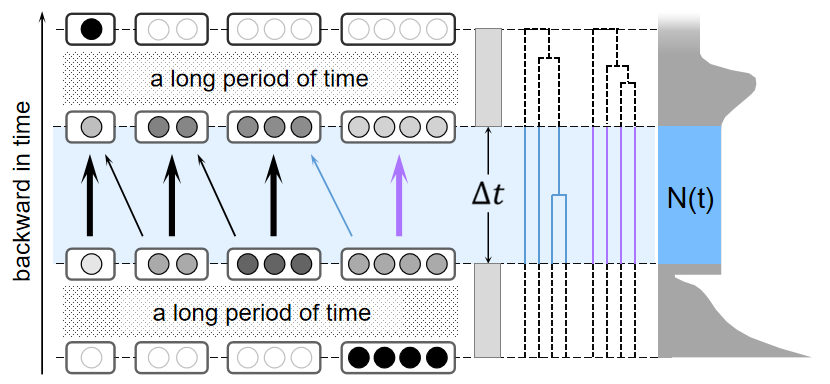 a long period of time
backward in time
Δt
N(t)
a long period of time